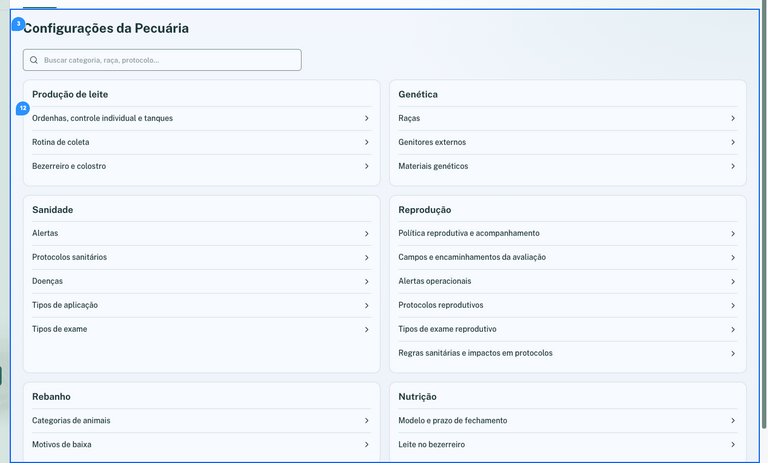 3
Configurações da Pecuária
Buscar categoria, raça, protocolo...
Produção de leite
12
Ordenhas, controle individual e tanques
Rotina de coleta
Bezerreiro e colostro
Genética
Raças
Genitores externos
Materiais genéticos
Sanidade
Alertas
Protocolos sanitários
Doenças
Tipos de aplicação
Tipos de exame
Reprodução
Política reprodutiva e acompanhamento
Campos e encaminhamentos da avaliação
Alertas operacionais
Protocolos reprodutivos
Tipos de exame reprodutivo
Regras sanitárias e impactos em protocolos
Rebanho
Categorias de animais
Motivos de baixa
Nutrição
Modelo e prazo de fechamento
Leite no bezerreiro